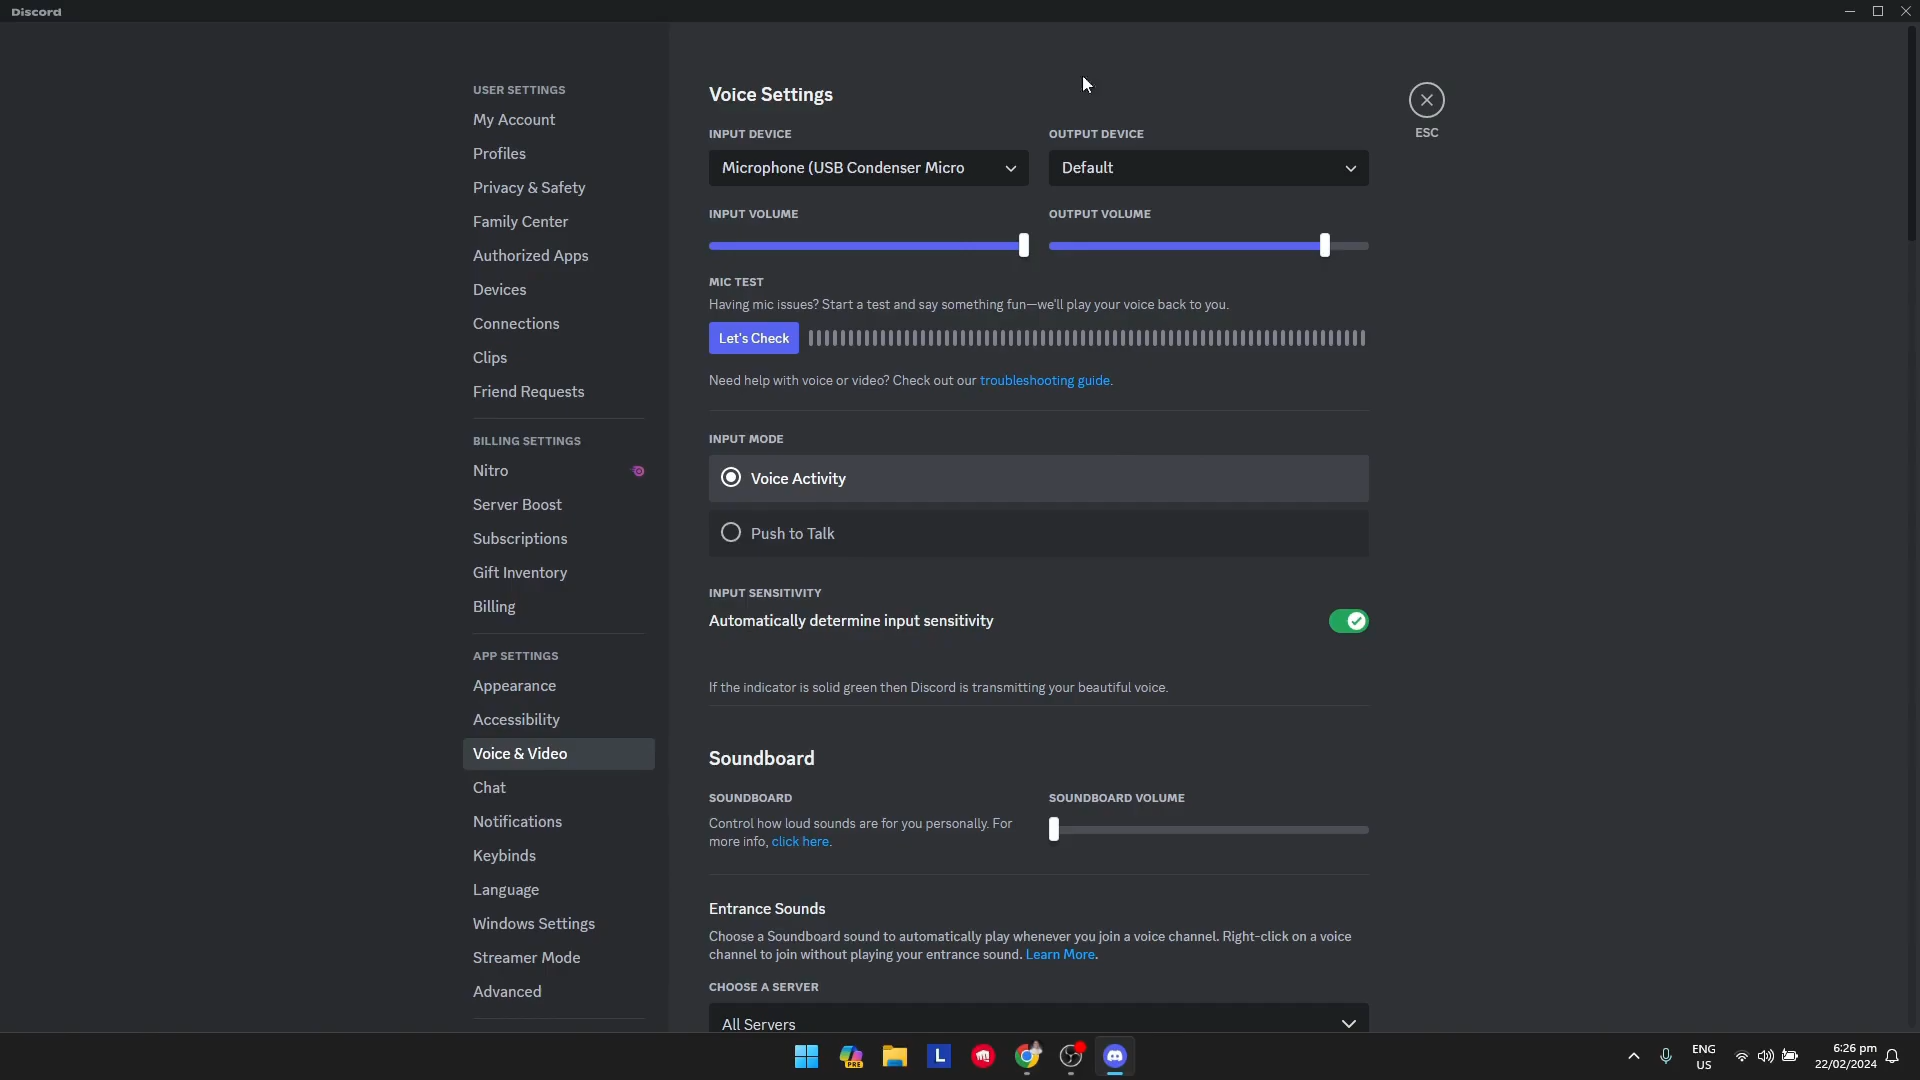 Discord
USER SETTINGS
My Account
Profiles
Privacy & Safety
Family Center
Authorized Apps
Devices
Connections
Clips
Friend Requests
BILLING SETTINGS
Nitro
Server Boost
Subscriptions
Gift Inventory
Billing
APP SETTINGS
Appearance
Accessibility
Voice & Video
Chat
Notifications
Keybinds
Language
Windows Settings
Streamer Mode
Advanced
Voice Settings
INPUT DEVICE
Microphone (USB Condenser Micro
OUTPUT DEVICE
Default
INPUT VOLUME
OUTPUT VOLUME
MIC TEST
Having mic issues? Start a test and say something fun—we'll play your voice back to you.
Let's Check
Need help with voice or video? Check out our troubleshooting guide.
INPUT MODE
Voice Activity
Push to Talk
INPUT SENSITIVITY
Automatically determine input sensitivity
If the indicator is solid green then Discord is transmitting your beautiful voice.
Soundboard
SOUNDBOARD
Control how loud sounds are for you personally. For
more info, click here.
SOUNDBOARD VOLUME
Entrance Sounds
Choose a Soundboard sound to automatically play whenever you join a voice channel. Right-click on a voice
channel to join without playing your entrance sound. Learn More.
CHOOSE A SERVER
All Servers
ESC
PRE
L
ENG
US
6:26 pm
22/02/2024